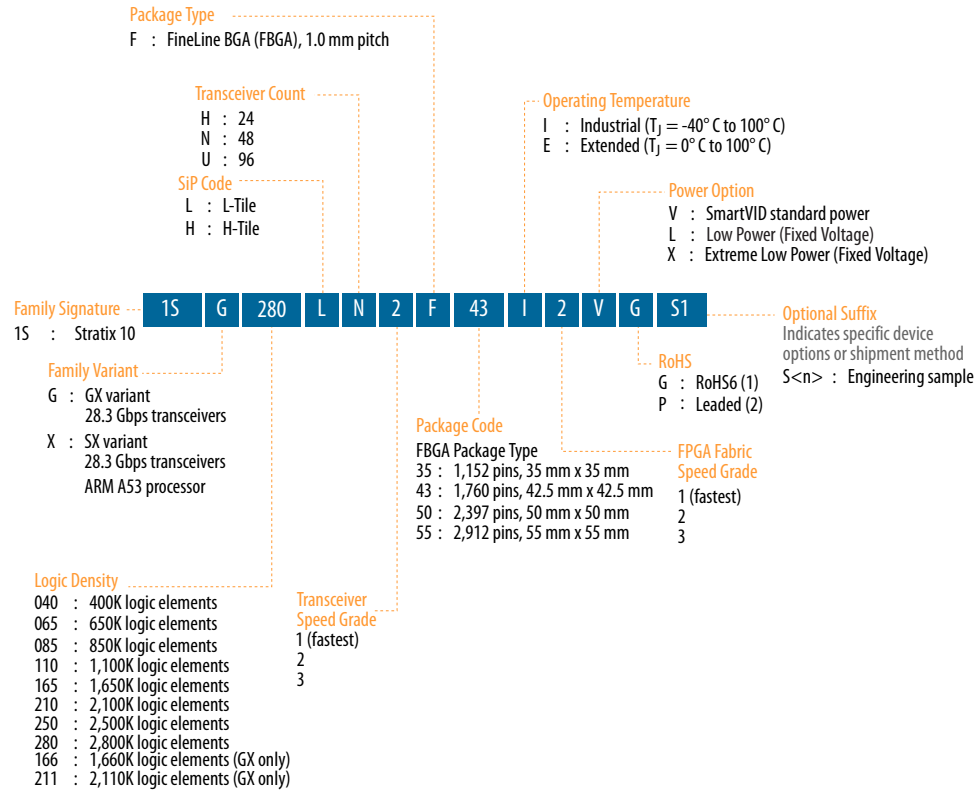 Package Type
F : FineLine BGA (FBGA), 1.0 mm pitch
Transceiver Count
H : 24
N : 48
U : 96
Operating Temperature
I : Industrial (TJ = -40° C to 100° C)
E : Extended (TJ = 0° C to 100° C)
SiP Code
L : L-Tile
H : H-Tile
Power Option
V : SmartVID standard power
L : Low Power (Fixed Voltage)
X : Extreme Low Power (Fixed Voltage)
Family Signature
1S : Stratix 10
1S G 280 L N 2 F 43 I 2 V G S1
Optional Suffix
Indicates specific device
options or shipment method
S<n> : Engineering sample
Family Variant
G : GX variant
28.3 Gbps transceivers
X : SX variant
28.3 Gbps transceivers
ARM A53 processor
RoHS
G : RoHS6 (1)
P : Leaded (2)
Package Code
FBGA Package Type
35 : 1,152 pins, 35 mm x 35 mm
43 : 1,760 pins, 42.5 mm x 42.5 mm
50 : 2,397 pins, 50 mm x 50 mm
55 : 2,912 pins, 55 mm x 55 mm
FPGA Fabric
Speed Grade
1 (fastest)
2
3
Logic Density
040 : 400K logic elements
065 : 650K logic elements
085 : 850K logic elements
110 : 1,100K logic elements
165 : 1,650K logic elements
210 : 2,100K logic elements
250 : 2,500K logic elements
280 : 2,800K logic elements
166 : 1,660K logic elements (GX only)
211 : 2,110K logic elements (GX only)
Transceiver
Speed Grade
1 (fastest)
2
3